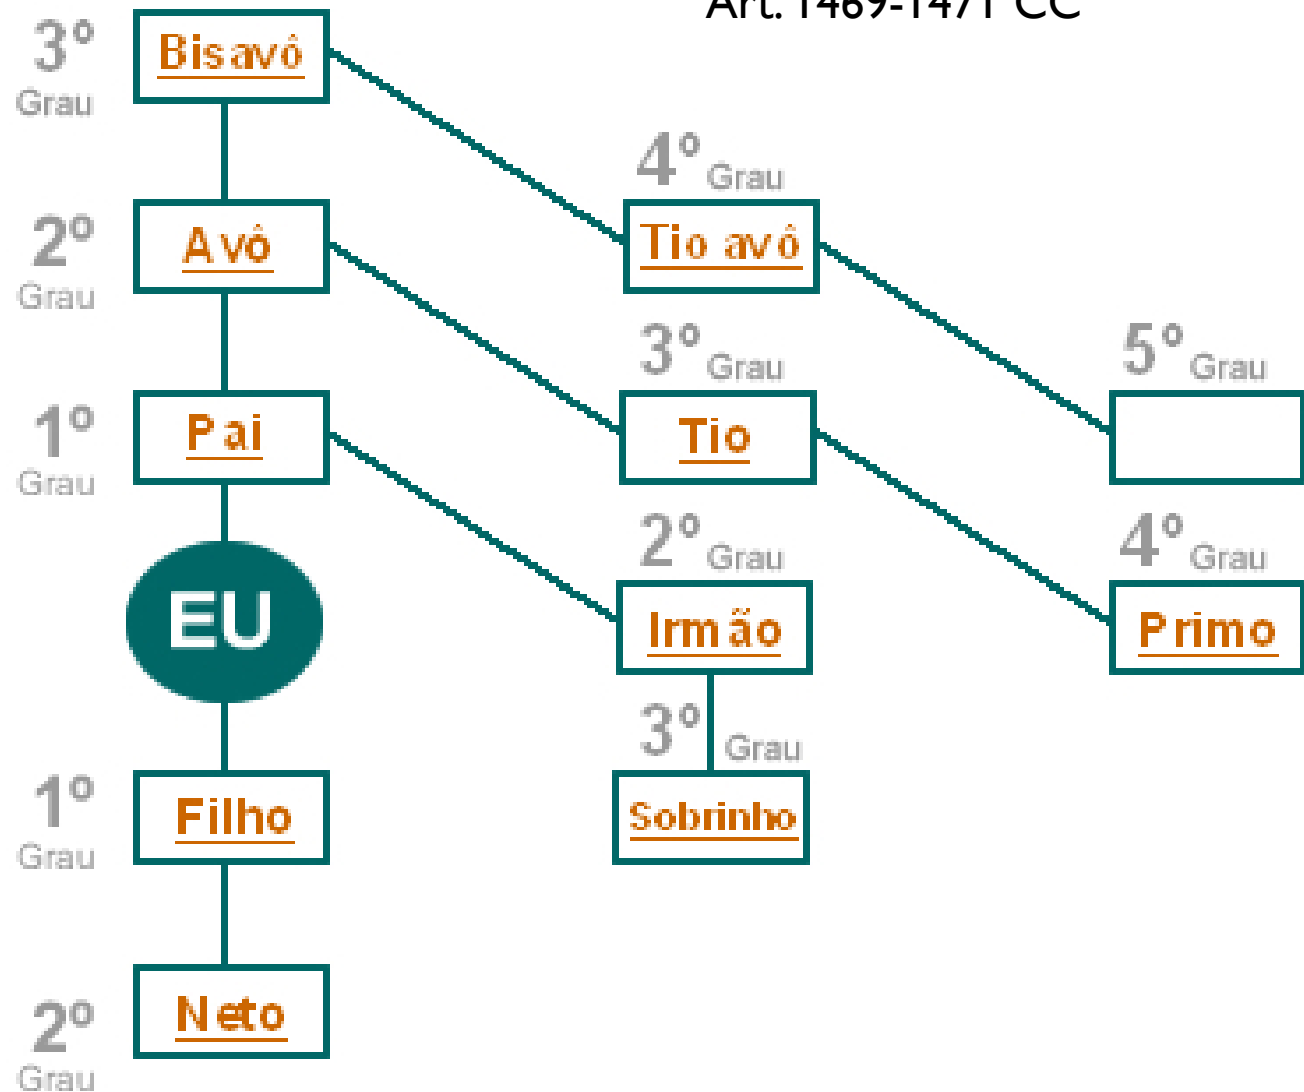 Art. 1469-1471 CC
3º
Grau
Bisavô
4º Grau
2º
Grau
Avô
Tio avô
3º Grau
5º Grau
1º
Grau
Pai
Tio
2º Grau
4º Grau
EU
Irmão
Primo
3º Grau
1º
Grau
Filho
Sobrinho
2º
Grau
Neto